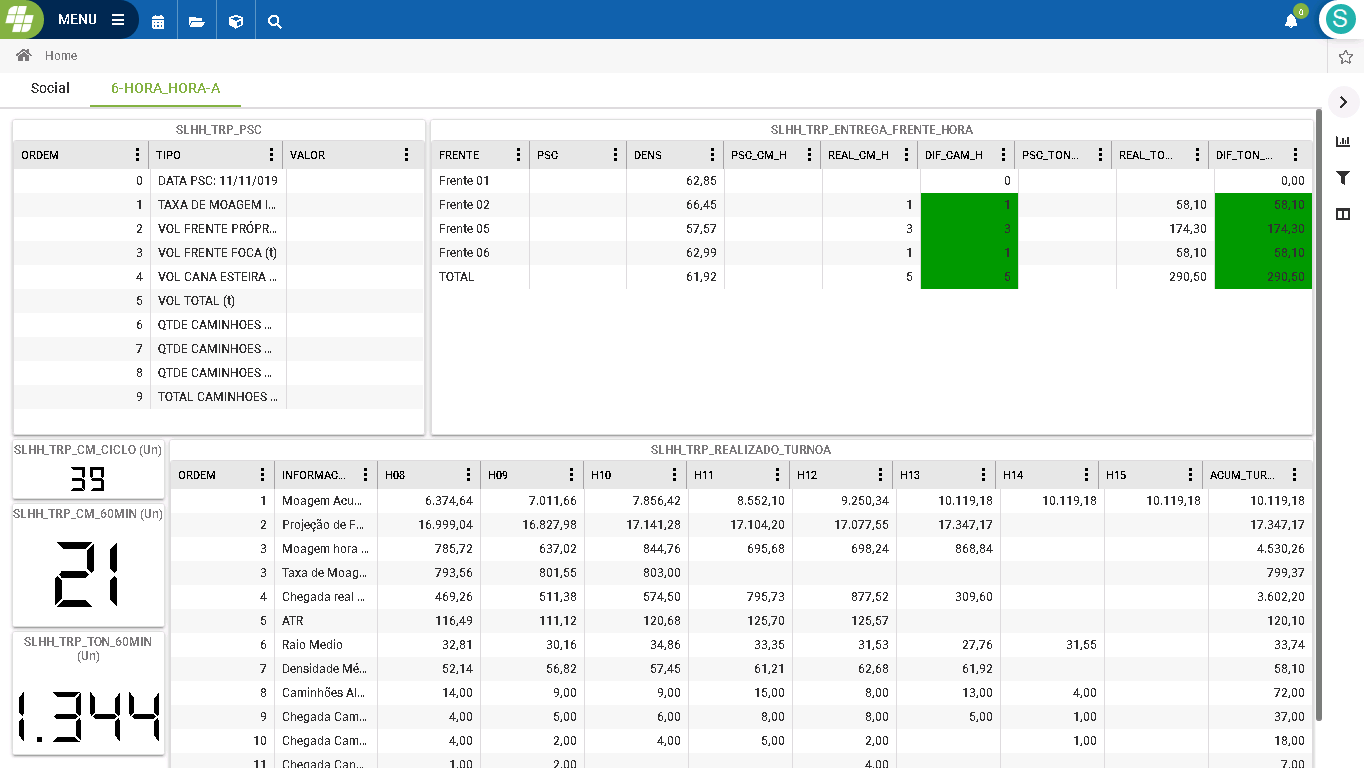 MENU
0
S
Home
Social 6-HORA_HORA-A
SLHH_TRP_PSC
ORDEM TIPO VALOR
0 DATA PSC: 11/11/019
1 TAXA DE MOAGEM I...
2 VOL FRENTE PRÓPR...
3 VOL FRENTE FOCA (t)
4 VOL CANA ESTEIRA ...
5 VOL TOTAL (t)
6 QTDE CAMINHOES ...
7 QTDE CAMINHOES ...
8 QTDE CAMINHOES ...
9 TOTAL CAMINHOES ...
SLHH_TRP_ENTREGA_FRENTE_HORA
FRENTE PSC DENS PSC_CM_H REAL_CM_H DIF_CAM_H PSC_TON... REAL_TO... DIF_TON_...
Frente 01 62,85 0 0,00
Frente 02 66,45 1 1 58,10 58,10
Frente 05 57,57 3 3 174,30 174,30
Frente 06 62,99 1 1 58,10 58,10
TOTAL 61,92 5 5 290,50 290,50
SLHH_TRP_CM_CICLO (Un)
39
SLHH_TRP_CM_60MIN (Un)
21
SLHH_TRP_TON_60MIN
(Un)
1.344
SLHH_TRP_REALIZADO_TURNOA
ORDEM INFORMAC... H08 H09 H10 H11 H12 H13 H14 H15 ACUM_TUR...
1 Moagem Acu... 6.374,64 7.011,66 7.856,42 8.552,10 9.250,34 10.119,18 10.119,18 10.119,18 10.119,18
2 Projeção de F... 16.999,04 16.827,98 17.141,28 17.104,20 17.077,55 17.347,17 17.347,17
3 Moagem hora ... 785,72 637,02 844,76 695,68 698,24 868,84 4.530,26
3 Taxa de Moag... 793,56 801,55 803,00 799,37
4 Chegada real ... 469,26 511,38 574,50 795,73 877,52 309,60 3.602,20
5 ATR 116,49 111,12 120,68 125,70 125,57 120,10
6 Raio Medio 32,81 30,16 34,86 33,35 31,53 27,76 31,55 33,74
7 Densidade Mé... 52,14 56,82 57,45 61,21 62,68 61,92 58,10
8 Caminhões Al... 14,00 9,00 9,00 15,00 8,00 13,00 4,00 72,00
9 Chegada Cam... 4,00 5,00 6,00 8,00 8,00 5,00 1,00 37,00
10 Chegada Cam... 4,00 2,00 4,00 5,00 2,00 1,00 18,00
11 Chegada Cam... 1,00 2,00 4,00 7,00